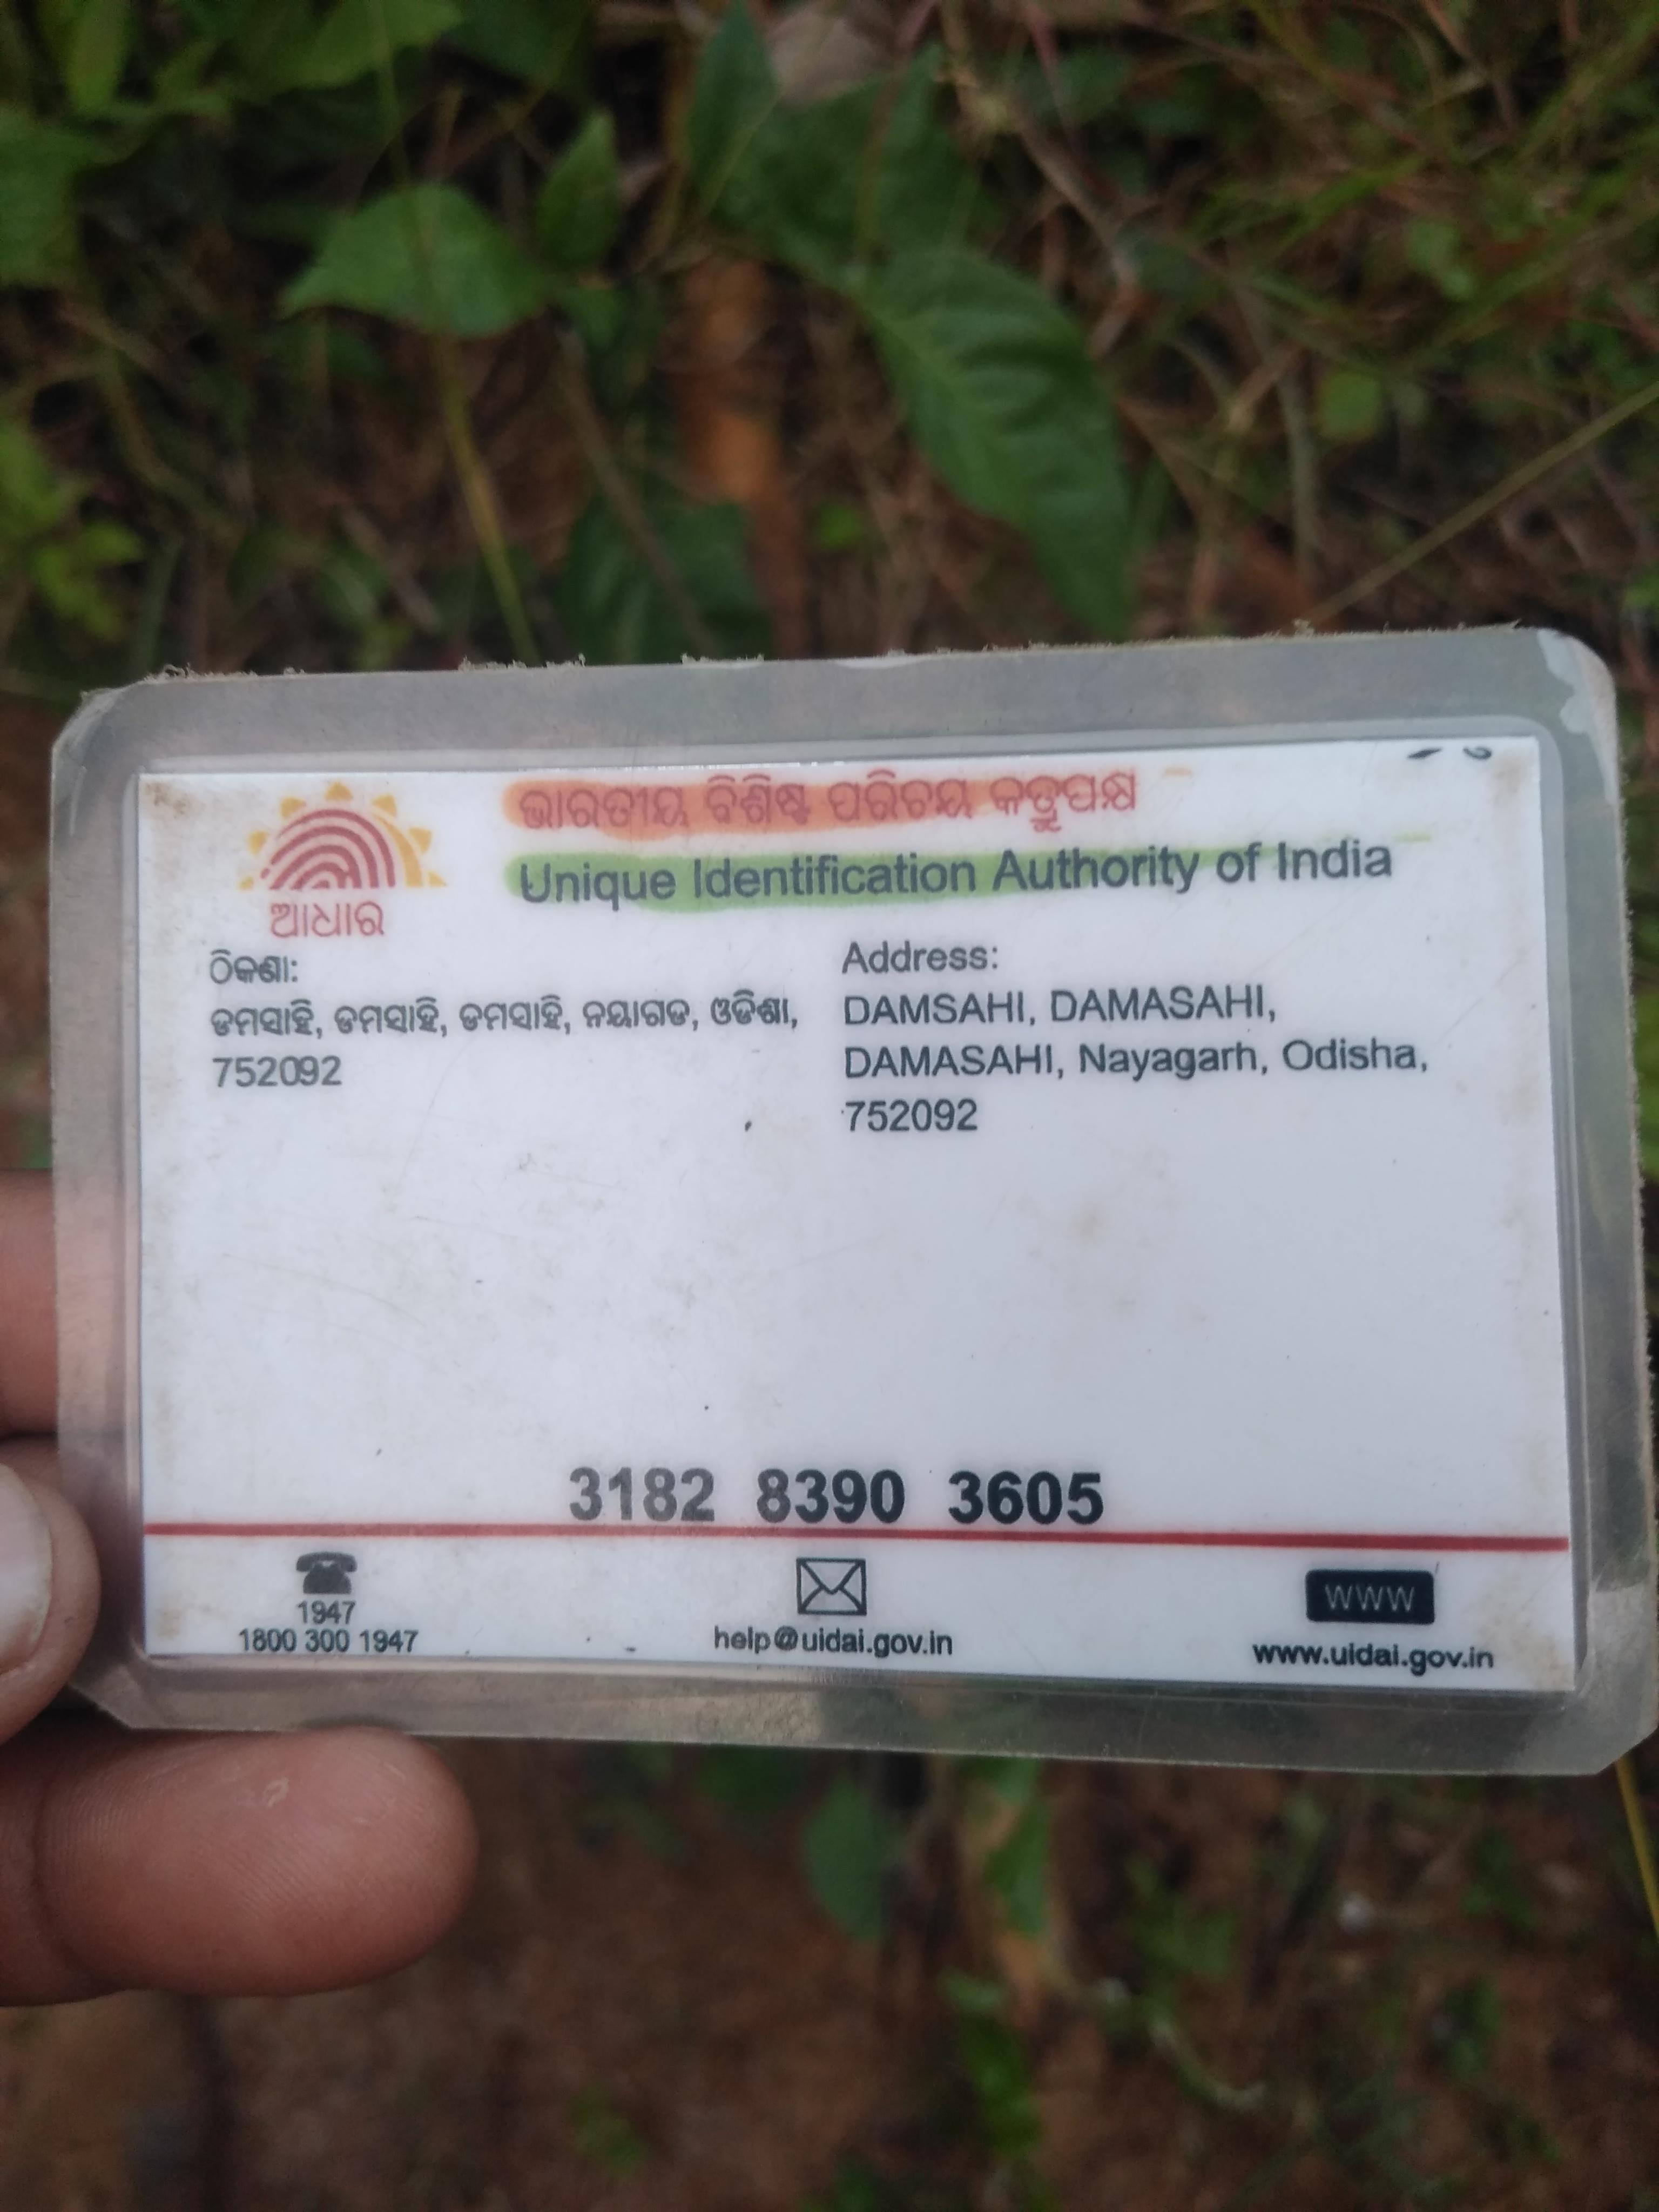 ଭାରତୀୟ ବିଶିଷ୍ଟ ପରିଚୟ କର୍ତ୍ତୃପକ୍ଷ
Unique Identification Authority of India
ଆଧାର
ଠିକଣା:
ଡମସାହି, ଡମସାହି, ଡମସାହି, ନୟାଗଡ, ଓଡିଶା,
752092
Address:
DAMSAHI, DAMASAHI,
DAMASAHI, Nayagarh, Odisha,
752092
3182 8390 3605
1947
1800 300 1947
help@uidai.gov.in
WWW
www.uidai.gov.in